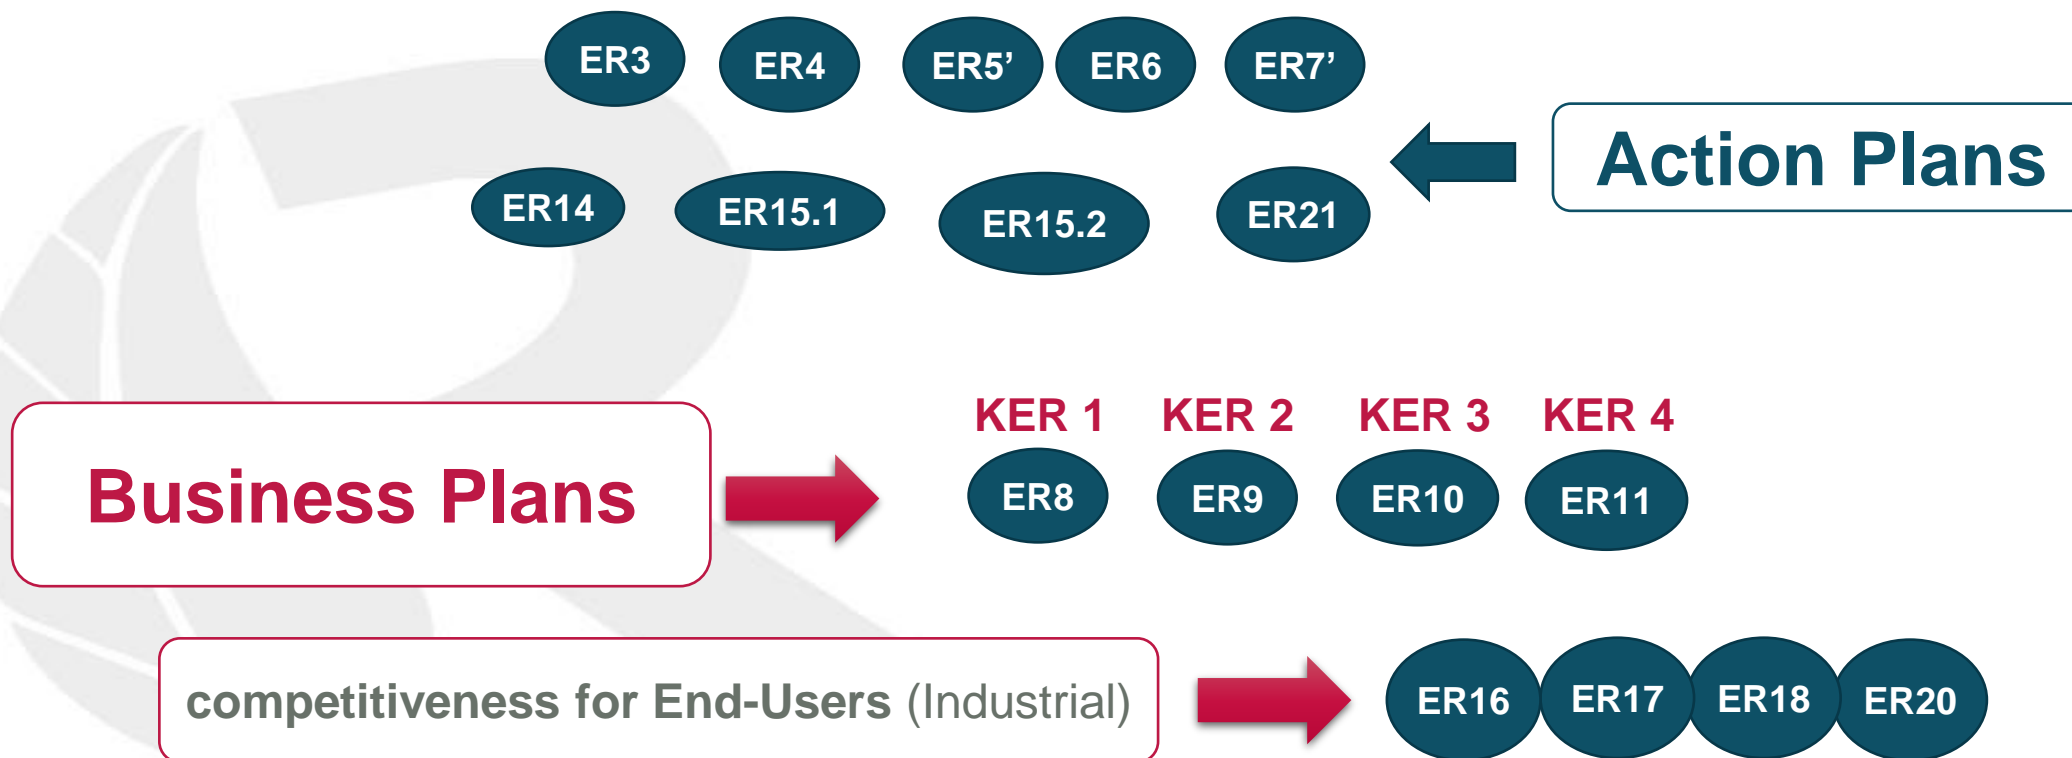 ER3 ER4 ER5’ ER6 ER7’
Action Plans
ER14 ER15.1 ER15.2 ER21
KER 1 KER 2 KER 3 KER 4
Business Plans
ER8 ER9 ER10 ER11
competitiveness for End-Users (Industrial)
ER16 ER17 ER18 ER20